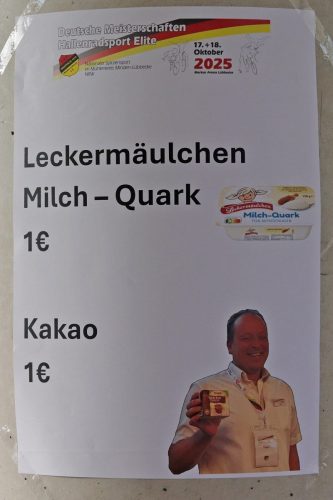 Deutsche Meisterschaften
Hallenradsport Elite
17.+18.
Oktober
2025
Leckermäulchen
Milch – Quark
1€
Leckermäulchen
Milch-Quark
Kakao
1€